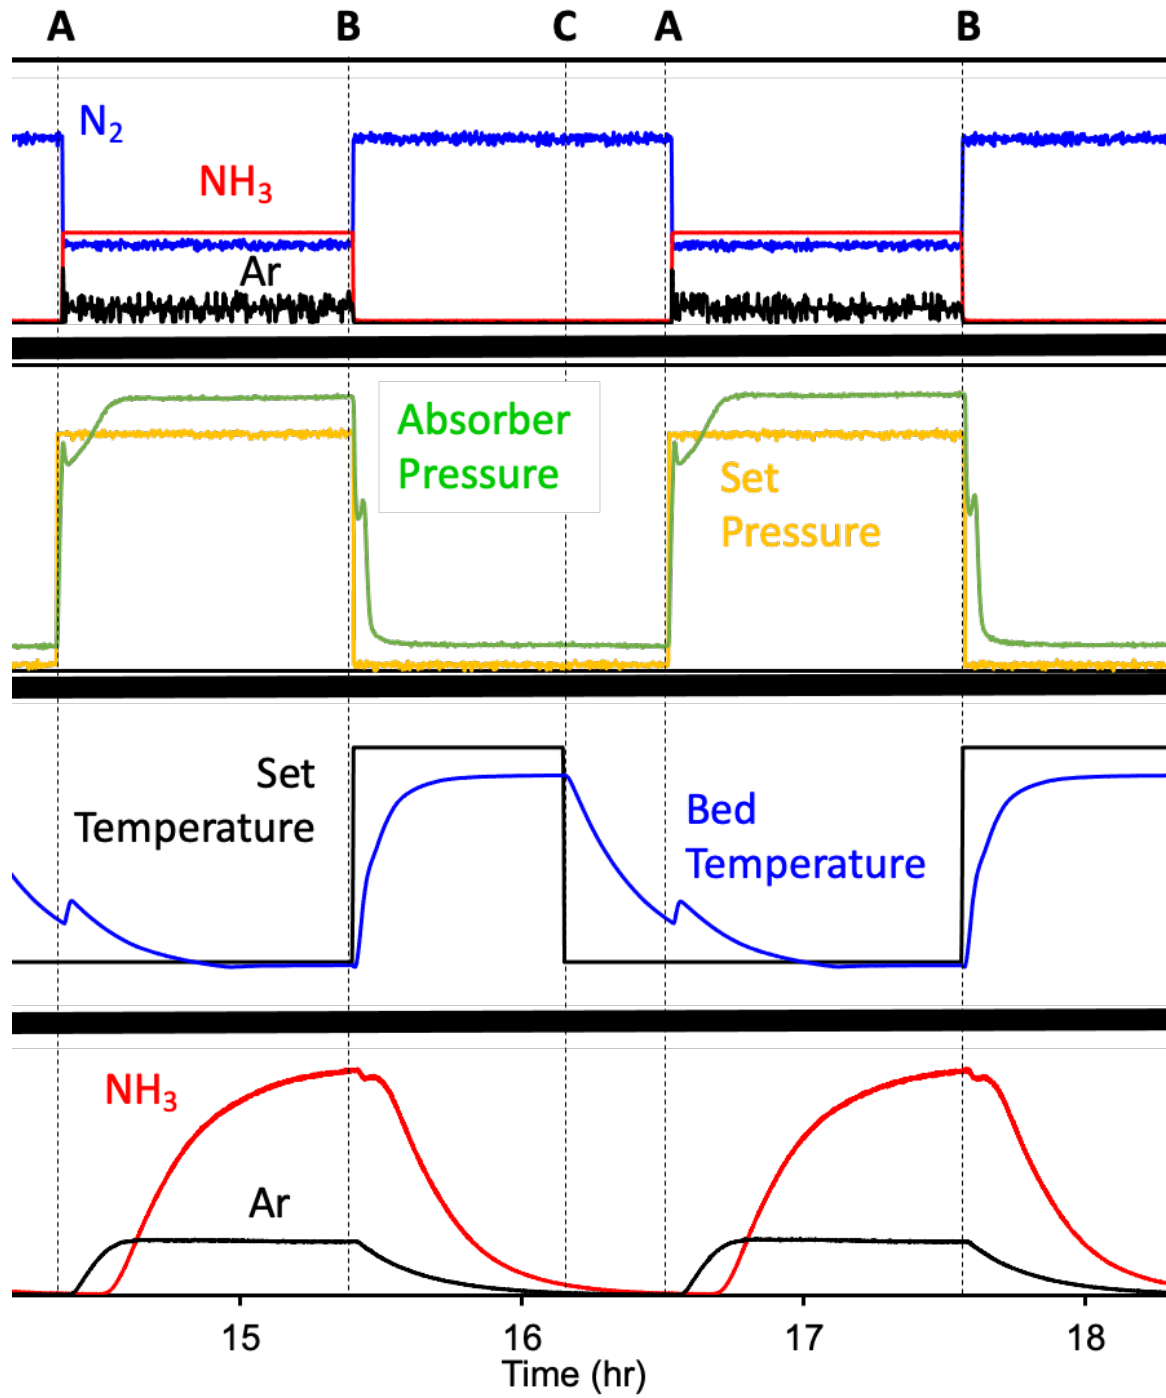 A B C A B
N₂
NH₃
Ar
Absorber
Pressure
Set
Pressure
Set
Temperature
Bed
Temperature
NH₃
Ar
15 16 17 18
Time (hr)